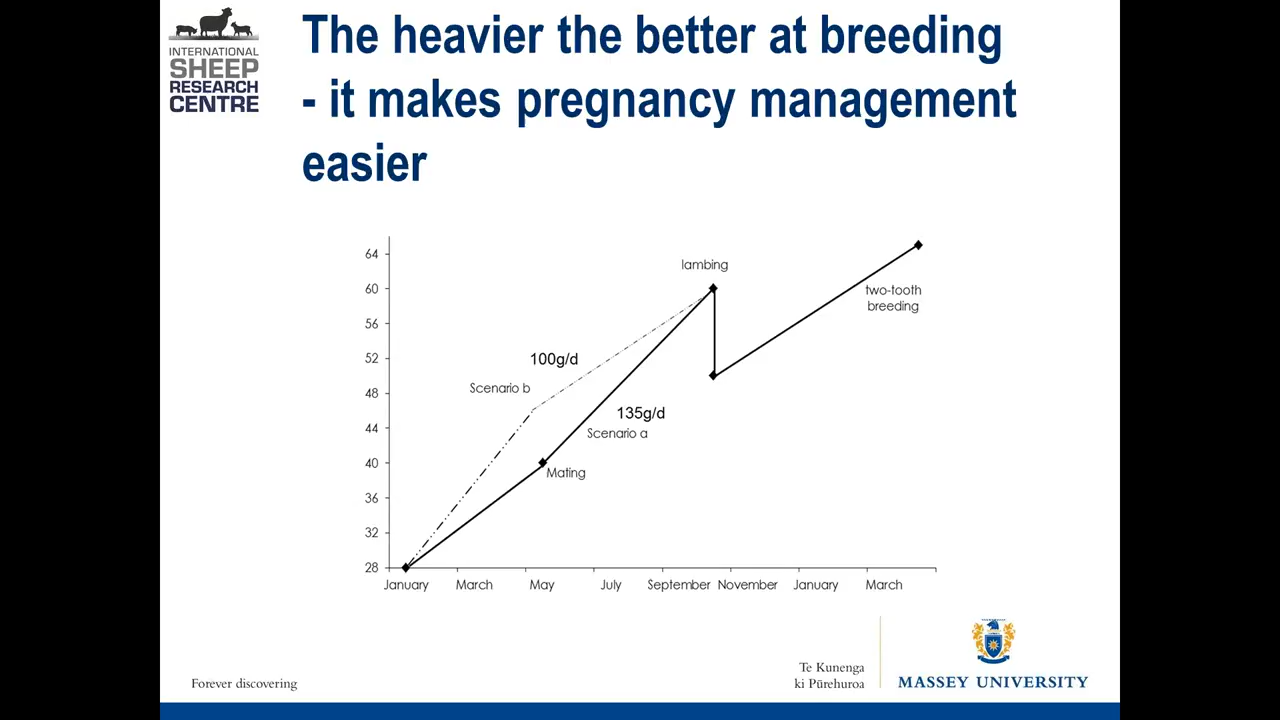 INTERNATIONAL
SHEEP
RESEARCH
CENTRE
The heavier the better at breeding
- it makes pregnancy management
easier
64
60
56
52
48
44
40
36
32
28
lambing
two-tooth
breeding
100g/d
Scenario b
135g/d
Scenario a
Mating
January March May July September November January March
Forever discovering
Te Kunenga
ki Pūrehuroa
MASSEY UNIVERSITY